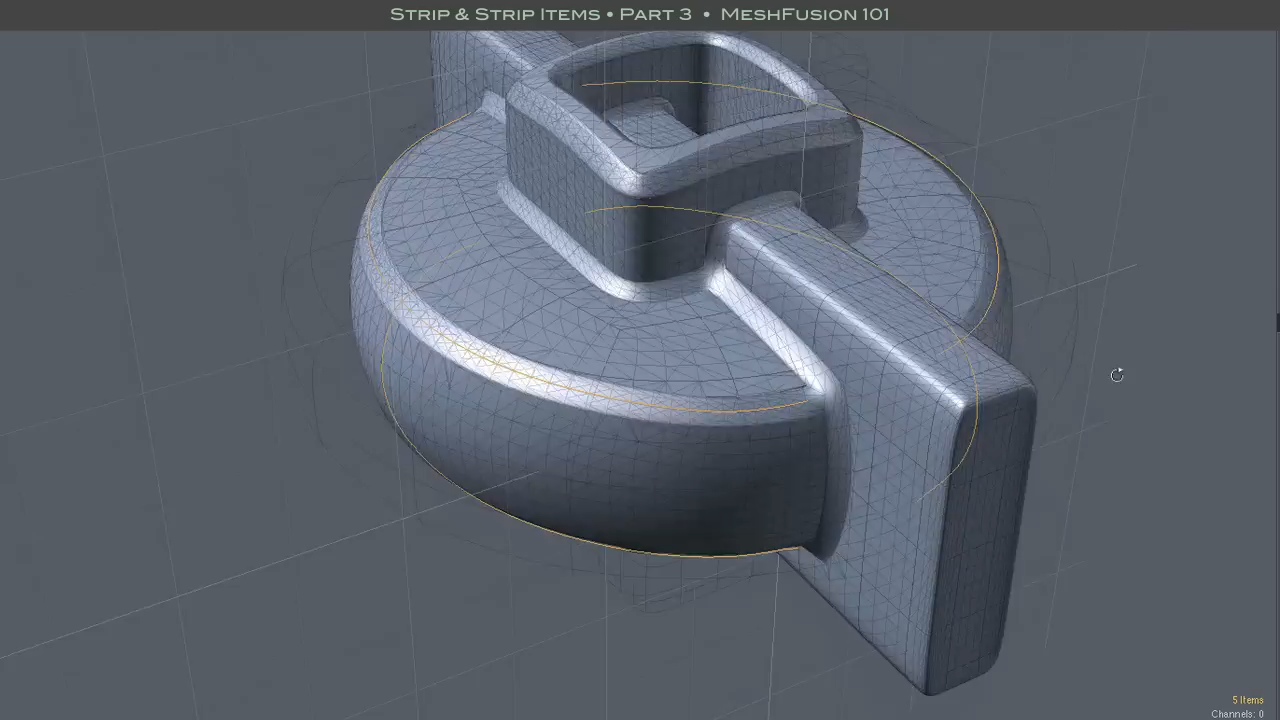 Strip & Strip Items • Part 3 • MeshFusion 101
5 Items
Channels: 0